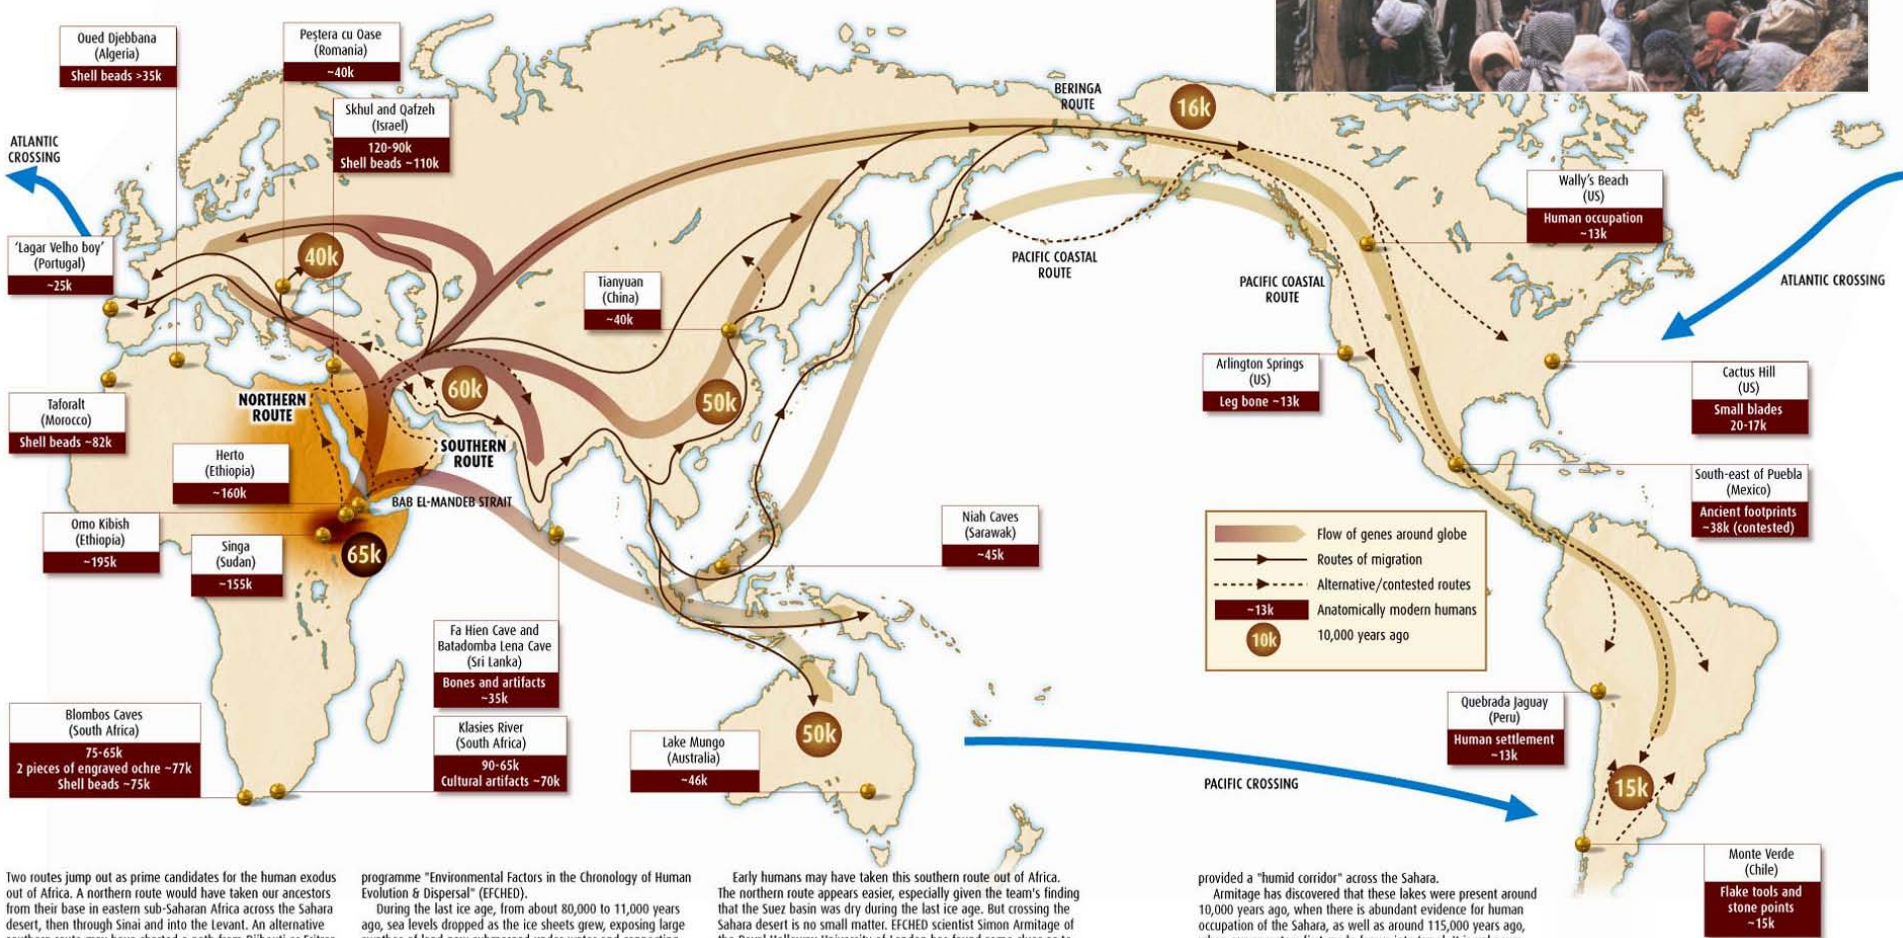 Oued Djebbana
(Algeria)
Shell beads >35k
Peştera cu Oase
(Romania)
~40k
Skhul and Qafzeh
(Israel)
120-90k
Shell beads ~110k
ATLANTIC
CROSSING
'Lagar Velho boy'
(Portugal)
~25k
40k
BERINGA
ROUTE
16k
Wally's Beach
(US)
Human occupation
~13k
PACIFIC COASTAL
ROUTE
PACIFIC COASTAL
ROUTE
ATLANTIC CROSSING
Tianyuan
(China)
~40k
Arlington Springs
(US)
Leg bone ~13k
Cactus Hill
(US)
Small blades
20-17k
Taforalt
(Morocco)
Shell beads ~82k
NORTHERN
ROUTE
60k
50k
SOUTHERN
ROUTE
Herto
(Ethiopia)
~160k
BAB EL-MANDEB STRAIT
South-east of Puebla
(Mexico)
Ancient footprints
~38k (contested)
Omo Kibish
(Ethiopia)
~195k
Singa
(Sudan)
~155k
65k
Niah Caves
(Sarawak)
~45k
Flow of genes around globe
Routes of migration
Alternative/contested routes
~13k Anatomically modern humans
10k 10,000 years ago
Fa Hien Cave and
Batadomba Lena Cave
(Sri Lanka)
Bones and artifacts
~35k
Blombos Caves
(South Africa)
75-65k
2 pieces of engraved ochre ~77k
Shell beads ~75k
Klasies River
(South Africa)
90-65k
Cultural artifacts ~70k
Lake Mungo
(Australia)
~46k
50k
PACIFIC CROSSING
Quebrada Jaguay
(Peru)
Human settlement
~13k
15k
Monte Verde
(Chile)
Flake tools and
stone points
~15k
Two routes jump out as prime candidates for the human exodus
out of Africa. A northern route would have taken our ancestors
from their base in eastern sub-Saharan Africa across the Sahara
desert, then through Sinai and into the Levant. An alternative
programme "Environmental Factors in the Chronology of Human
Evolution & Dispersal" (EFCHED).
During the last ice age, from about 80,000 to 11,000 years
ago, sea levels dropped as the ice sheets grew, exposing large
Early humans may have taken this southern route out of Africa.
The northern route appears easier, especially given the team's finding
that the Suez basin was dry during the last ice age. But crossing the
Sahara desert is no small matter. EFCHED scientist Simon Armitage of
provided a "humid corridor" across the Sahara.
Armitage has discovered that these lakes were present around
10,000 years ago, when there is abundant evidence for human
occupation of the Sahara, as well as around 115,000 years ago,